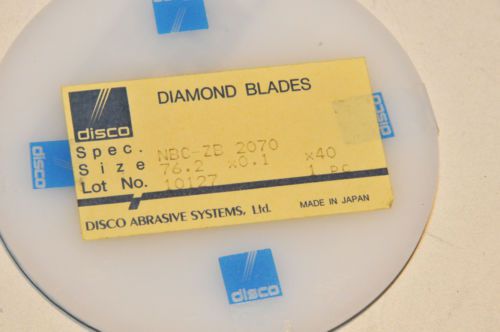 DIAMOND BLADES
disco
Spec. NBC-ZB 2070
Size 76.2 x0.1 x40
Lot No. 10127 1 PC
DISCO ABRASIVE SYSTEMS, Ltd. MADE IN JAPAN
disco
disco
disco